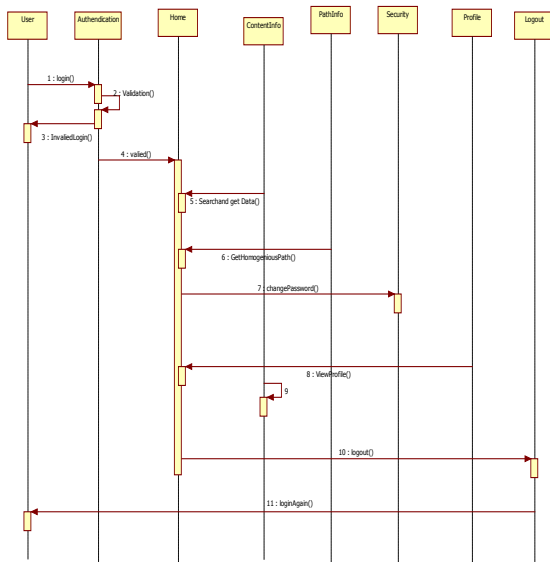 User
Authendication
Home
ContentInfo
PathInfo
Security
Profile
Logout
1 : login()
2 : Validation()
3 : InvaliedLogin()
4 : valied()
5 : Searchand get Data()
6 : GetHomogeniousPath()
7 : changePassword()
8 : ViewProfile()
9
10 : logout()
11 : loginAgain()